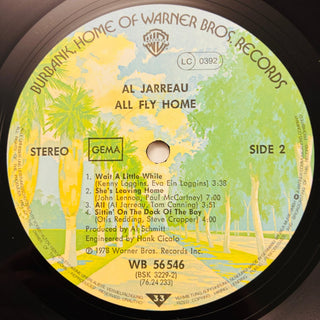 BURBANK, HOME OF WARNER BROS. RECORDS
LC 0392
AL JARREAU
ALL FLY HOME
STEREO
GEMA
SIDE 2
1. Wait A Little While
(Kenny Loggins, Eva Ein Loggins) 3:38
2. She's Leaving Home
(John Lennon, Paul McCartney) 7:00
3. All (Al Jarreau, Tom Canning) 3:51
4. Sittin' On The Dock Of The Bay
(Otis Redding, Steve Cropper) 4:00
Produced by Al Schmitt
Engineered by Hank Cicalo
℗ 1978 Warner Bros. Records Inc.
WB 56546
(BSK 3229-2)
(76.24.233)
33